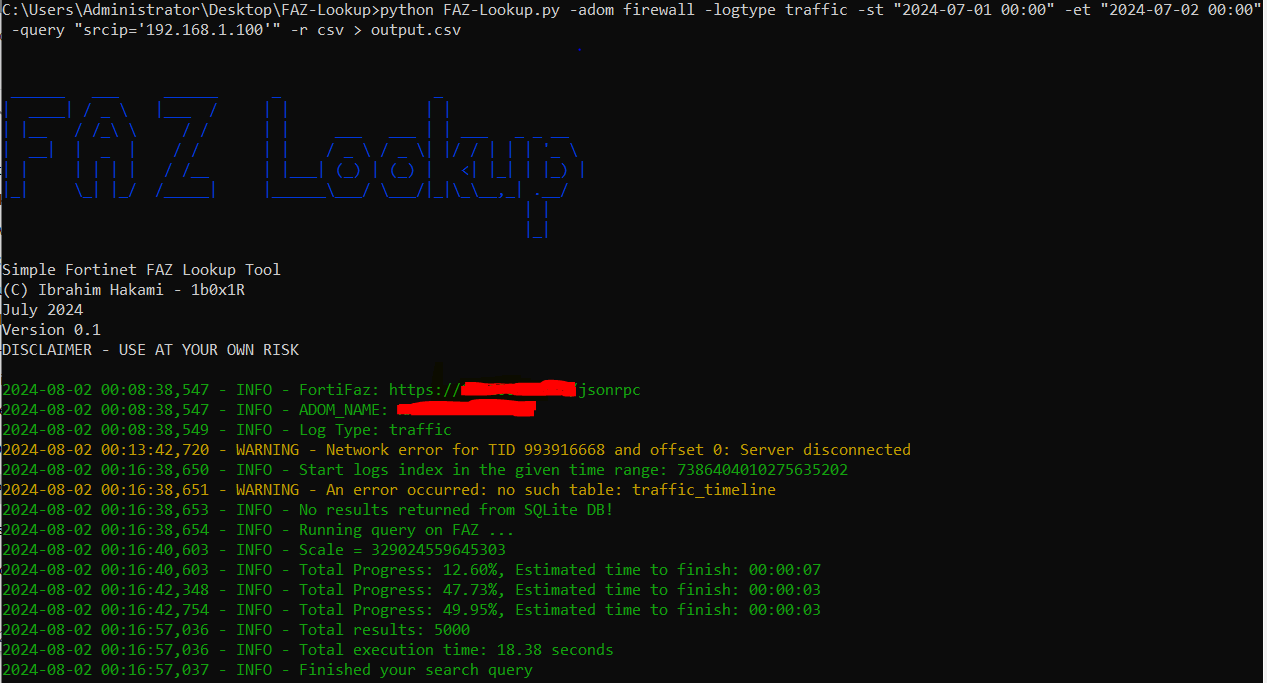 C:\Users\Administrator\Desktop\FAZ-Lookup>python FAZ-Lookup.py -adom firewall -logtype traffic -st "2024-07-01 00:00" -et "2024-07-02 00:00"
-query "srcip='192.168.1.100'" -r csv > output.csv
FAZ Lookup
Simple Fortinet FAZ Lookup Tool
(C) Ibrahim Hakami - 1b0x1R
July 2024
Version 0.1
DISCLAIMER - USE AT YOUR OWN RISK
2024-08-02 00:08:38,547 - INFO - FortiFaz: https:// jsonrpc
2024-08-02 00:08:38,547 - INFO - ADOM_NAME:
2024-08-02 00:08:38,549 - INFO - Log Type: traffic
2024-08-02 00:13:42,720 - WARNING - Network error for TID 993916668 and offset 0: Server disconnected
2024-08-02 00:16:38,650 - INFO - Start logs index in the given time range: 7386404010275635202
2024-08-02 00:16:38,651 - WARNING - An error occurred: no such table: traffic_timeline
2024-08-02 00:16:38,653 - INFO - No results returned from SQLite DB!
2024-08-02 00:16:38,654 - INFO - Running query on FAZ ...
2024-08-02 00:16:40,603 - INFO - Scale = 329024559645303
2024-08-02 00:16:40,603 - INFO - Total Progress: 12.60%, Estimated time to finish: 00:00:07
2024-08-02 00:16:42,348 - INFO - Total Progress: 47.73%, Estimated time to finish: 00:00:03
2024-08-02 00:16:42,754 - INFO - Total Progress: 49.95%, Estimated time to finish: 00:00:03
2024-08-02 00:16:57,036 - INFO - Total results: 5000
2024-08-02 00:16:57,036 - INFO - Total execution time: 18.38 seconds
2024-08-02 00:16:57,037 - INFO - Finished your search query